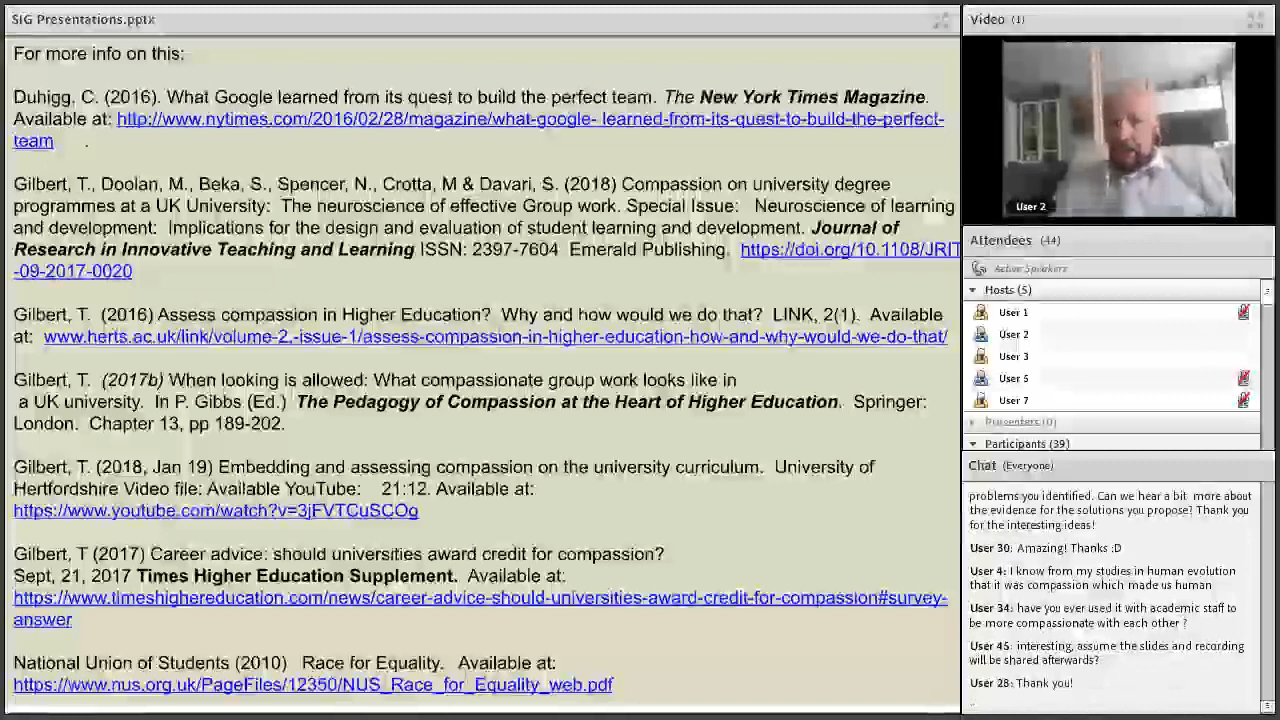 SIG Presentations.pptx
For more info on this:
Duhigg, C. (2016). What Google learned from its quest to build the perfect team. The New York Times Magazine.
Available at: http://www.nytimes.com/2016/02/28/magazine/what-google- learned-from-its-quest-to-build-the-perfect-
team .
Gilbert, T., Doolan, M., Beka, S., Spencer, N., Crotta, M & Davari, S. (2018) Compassion on university degree
programmes at a UK University: The neuroscience of effective Group work. Special Issue: Neuroscience of learning
and development: Implications for the design and evaluation of student learning and development. Journal of
Research in Innovative Teaching and Learning ISSN: 2397-7604 Emerald Publishing. https://doi.org/10.1108/JRIT
-09-2017-0020
Gilbert, T. (2016) Assess compassion in Higher Education? Why and how would we do that? LINK, 2(1). Available
at: www.herts.ac.uk/link/volume-2,-issue-1/assess-compassion-in-higher-education-how-and-why-would-we-do-that/
Gilbert, T. (2017b) When looking is allowed: What compassionate group work looks like in
a UK university. In P. Gibbs (Ed.) The Pedagogy of Compassion at the Heart of Higher Education. Springer:
London. Chapter 13, pp 189-202.
Gilbert, T. (2018, Jan 19) Embedding and assessing compassion on the university curriculum. University of
Hertfordshire Video file: Available YouTube: 21:12. Available at:
https://www.youtube.com/watch?v=3jFVTCuSCOg
Gilbert, T (2017) Career advice: should universities award credit for compassion?
Sept, 21, 2017 Times Higher Education Supplement. Available at:
https://www.timeshighereducation.com/news/career-advice-should-universities-award-credit-for-compassion#survey-
answer
National Union of Students (2010) Race for Equality. Available at:
https://www.nus.org.uk/PageFiles/12350/NUS_Race_for_Equality_web.pdf
Video (1)
User 2
Attendees (44)
Active Speakers
Hosts (5)
User 1
User 2
User 3
User 5
User 7
Presenters (0)
Participants (39)
Chat (Everyone)
problems you identified. Can we hear a bit more about
the evidence for the solutions you propose? Thank you
for the interesting ideas!
User 30: Amazing! Thanks :D
User 4: I know from my studies in human evolution
that it was compassion which made us human
User 34: have you ever used it with academic staff to
be more compassionate with each other ?
User 45: interesting, assume the slides and recording
will be shared afterwards?
User 28: Thank you!